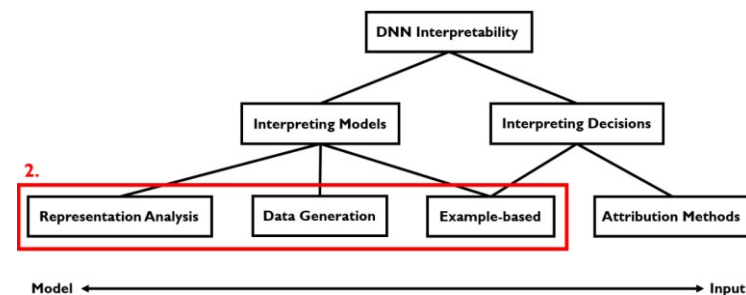 DNN Interpretability
Interpreting Models
Interpreting Decisions
2.
Representation Analysis
Data Generation
Example-based
Attribution Methods
Model
Input